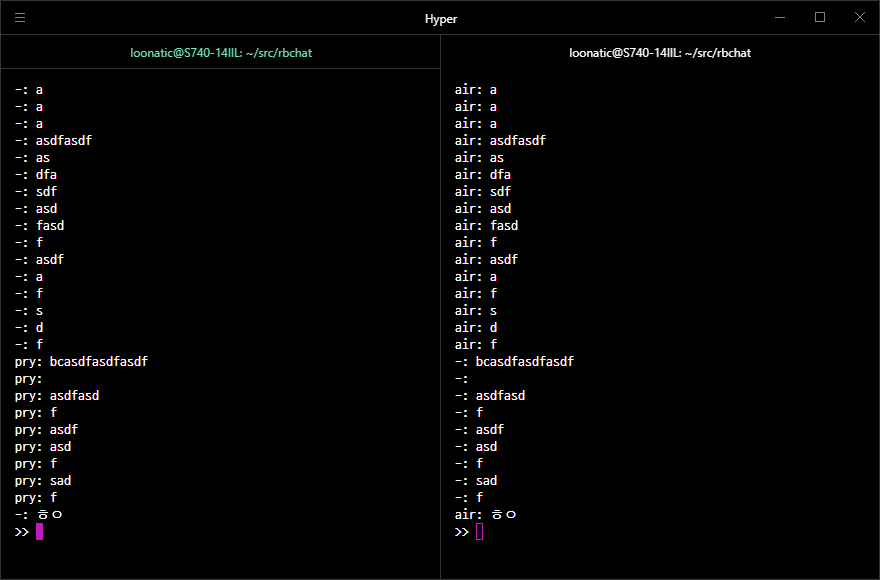 Hyper
loonatic@S740-14IIL: ~/src/rbchat
-: a
-: a
-: a
-: asdfasdf
-: as
-: dfa
-: sdf
-: asd
-: fasd
-: f
-: asdf
-: a
-: f
-: s
-: d
-: f
pry: bcasdfasdfasdf
pry:
pry: asdfasd
pry: f
pry: asdf
pry: asd
pry: f
pry: sad
pry: f
-: ㅎㅇ
>>
loonatic@S740-14IIL: ~/src/rbchat
air: a
air: a
air: a
air: asdfasdf
air: as
air: dfa
air: sdf
air: asd
air: fasd
air: f
air: asdf
air: a
air: f
air: s
air: d
air: f
-: bcasdfasdfasdf
-:
-: asdfasd
-: f
-: asdf
-: asd
-: f
-: sad
-: f
air: ㅎㅇ
>>